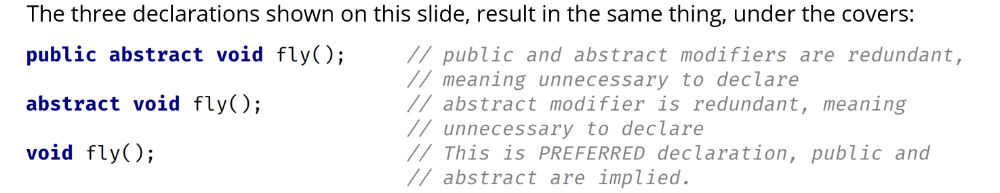 The three declarations shown on this slide, result in the same thing, under the covers:
public abstract void fly(); // public and abstract modifiers are redundant,
// meaning unnecessary to declare
abstract void fly(); // abstract modifier is redundant, meaning
// unnecessary to declare
void fly(); // This is PREFERRED declaration, public and
// abstract are implied.